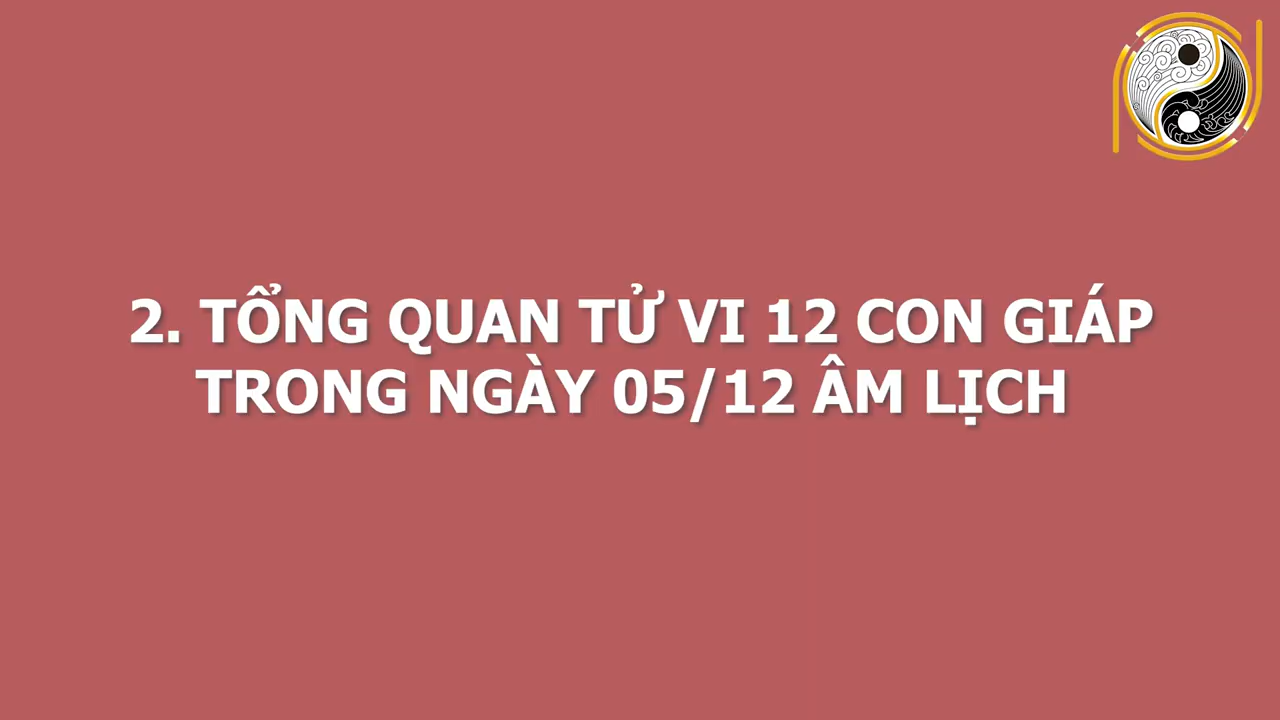 2. TỔNG QUAN TỬ VI 12 CON GIÁP
TRONG NGÀY 05/12 ÂM LỊCH